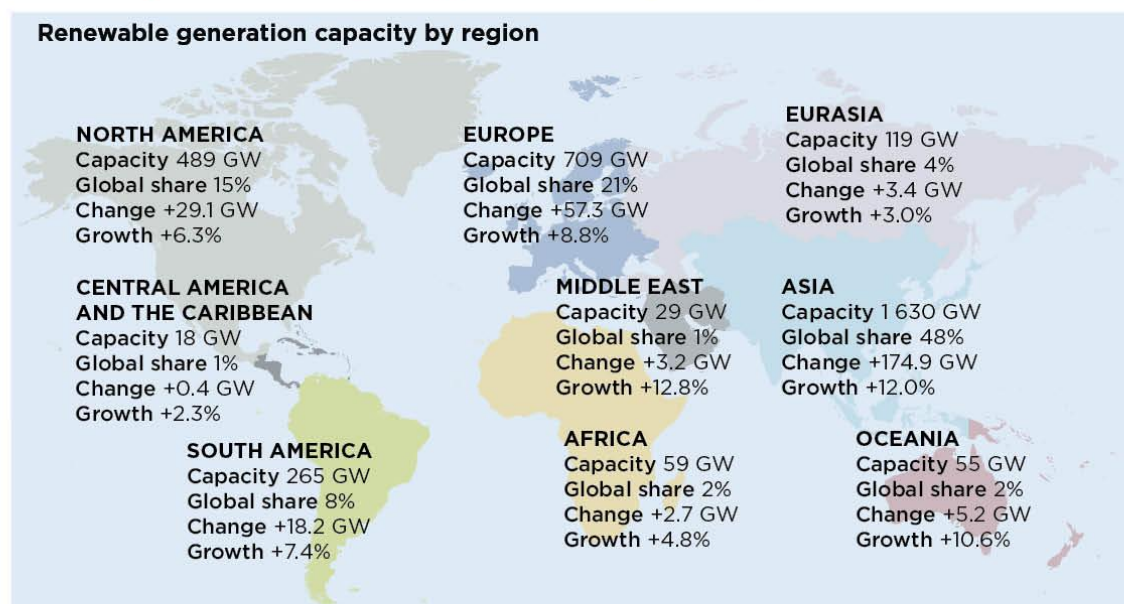 Renewable generation capacity by region
NORTH AMERICA
Capacity 489 GW
Global share 15%
Change +29.1 GW
Growth +6.3%
EUROPE
Capacity 709 GW
Global share 21%
Change +57.3 GW
Growth +8.8%
EURASIA
Capacity 119 GW
Global share 4%
Change +3.4 GW
Growth +3.0%
CENTRAL AMERICA
AND THE CARIBBEAN
Capacity 18 GW
Global share 1%
Change +0.4 GW
Growth +2.3%
MIDDLE EAST
Capacity 29 GW
Global share 1%
Change +3.2 GW
Growth +12.8%
ASIA
Capacity 1 630 GW
Global share 48%
Change +174.9 GW
Growth +12.0%
SOUTH AMERICA
Capacity 265 GW
Global share 8%
Change +18.2 GW
Growth +7.4%
AFRICA
Capacity 59 GW
Global share 2%
Change +2.7 GW
Growth +4.8%
OCEANIA
Capacity 55 GW
Global share 2%
Change +5.2 GW
Growth +10.6%